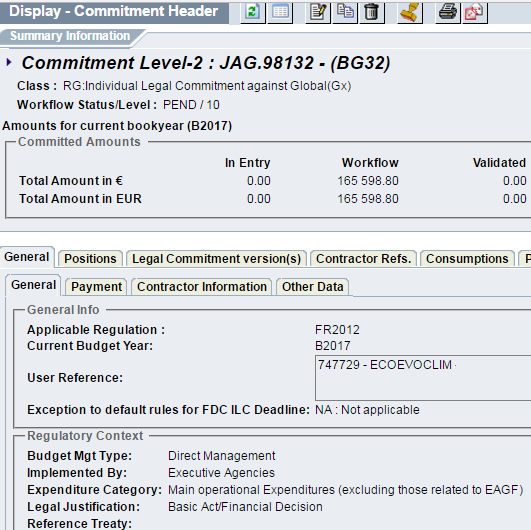 Display - Commitment Header
Summary Information
Commitment Level-2 : JAG.98132 - (BG32)
Class : RG:Individual Legal Commitment against Global(Gx)
Workflow Status/Level : PEND / 10
Amounts for current bookyear (B2017)
Committed Amounts
In Entry Workflow Validated
Total Amount in € 0.00 165 598.80 0.00
Total Amount in EUR 0.00 165 598.80 0.00
General Positions Legal Commitment version(s) Contractor Refs. Consumptions P
General Payment Contractor Information Other Data
General Info
Applicable Regulation : FR2012
Current Budget Year: B2017
User Reference: 747729 - ECOEVOCLIM
Exception to default rules for FDC ILC Deadline: NA : Not applicable
Regulatory Context
Budget Mgt Type: Direct Management
Implemented By: Executive Agencies
Expenditure Category: Main operational Expenditures (excluding those related to EAGF)
Legal Justification: Basic Act/Financial Decision
Reference Treaty: